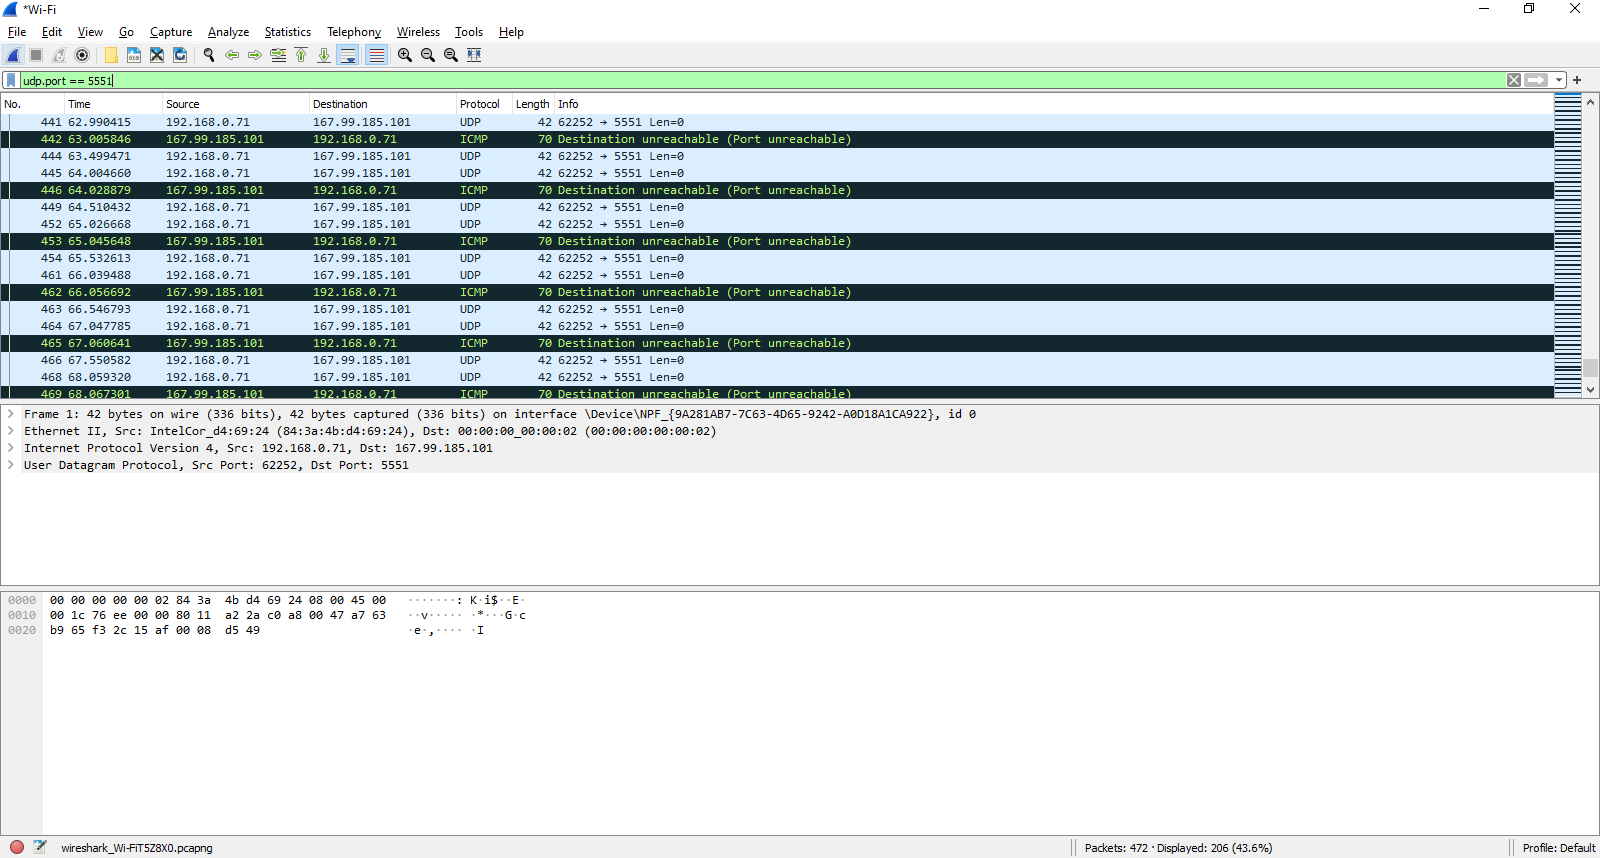 *Wi-Fi
File Edit View Go Capture Analyze Statistics Telephony Wireless Tools Help
udp.port == 5551
No. Time Source Destination Protocol Length Info
441 62.990415 192.168.0.71 167.99.185.101 UDP 42 62252 → 5551 Len=0
442 63.005846 167.99.185.101 192.168.0.71 ICMP 70 Destination unreachable (Port unreachable)
444 63.499471 192.168.0.71 167.99.185.101 UDP 42 62252 → 5551 Len=0
445 64.004660 192.168.0.71 167.99.185.101 UDP 42 62252 → 5551 Len=0
446 64.028879 167.99.185.101 192.168.0.71 ICMP 70 Destination unreachable (Port unreachable)
449 64.510432 192.168.0.71 167.99.185.101 UDP 42 62252 → 5551 Len=0
452 65.026668 192.168.0.71 167.99.185.101 UDP 42 62252 → 5551 Len=0
453 65.045648 167.99.185.101 192.168.0.71 ICMP 70 Destination unreachable (Port unreachable)
454 65.532613 192.168.0.71 167.99.185.101 UDP 42 62252 → 5551 Len=0
461 66.039488 192.168.0.71 167.99.185.101 UDP 42 62252 → 5551 Len=0
462 66.056692 167.99.185.101 192.168.0.71 ICMP 70 Destination unreachable (Port unreachable)
463 66.546793 192.168.0.71 167.99.185.101 UDP 42 62252 → 5551 Len=0
464 67.047785 192.168.0.71 167.99.185.101 UDP 42 62252 → 5551 Len=0
465 67.060641 167.99.185.101 192.168.0.71 ICMP 70 Destination unreachable (Port unreachable)
466 67.550582 192.168.0.71 167.99.185.101 UDP 42 62252 → 5551 Len=0
468 68.059320 192.168.0.71 167.99.185.101 UDP 42 62252 → 5551 Len=0
469 68.067301 167.99.185.101 192.168.0.71 ICMP 70 Destination unreachable (Port unreachable)
Frame 1: 42 bytes on wire (336 bits), 42 bytes captured (336 bits) on interface \Device\NPF_{9A281AB7-7C63-4D65-9242-A0D18A1CA922}, id 0
Ethernet II, Src: IntelCor_d4:69:24 (84:3a:4b:d4:69:24), Dst: 00:00:00_00:00:02 (00:00:00:00:00:02)
Internet Protocol Version 4, Src: 192.168.0.71, Dst: 167.99.185.101
User Datagram Protocol, Src Port: 62252, Dst Port: 5551
0000 00 00 00 00 00 02 84 3a 4b d4 69 24 08 00 45 00 ·······: K·i$··E·
0010 00 1c 76 ee 00 00 80 11 a2 2a c0 a8 00 47 a7 63 ··v····· ·*···G·c
0020 b9 65 f3 2c 15 af 00 08 d5 49 ·e·,···· ·I
wireshark_Wi-FiT5Z8X0.pcapng Packets: 472 · Displayed: 206 (43.6%) Profile: Default